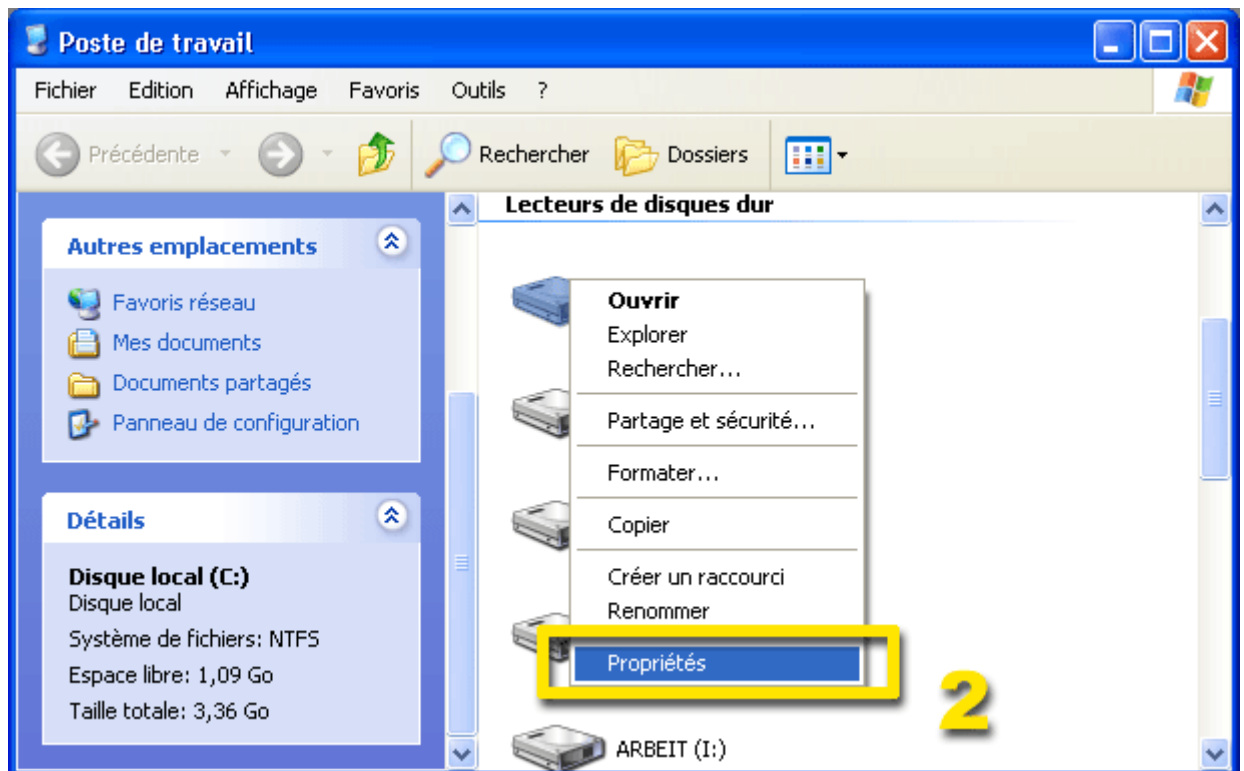 Poste de travail
Fichier Edition Affichage Favoris Outils ?
Précédente Rechercher Dossiers
Autres emplacements
Favoris réseau
Mes documents
Documents partagés
Panneau de configuration
Détails
Disque local (C:)
Disque local
Système de fichiers: NTFS
Espace libre: 1,09 Go
Taille totale: 3,36 Go
Lecteurs de disques dur
Ouvrir
Explorer
Rechercher...
Partage et sécurité...
Formater...
Copier
Créer un raccourci
Renommer
Propriétés
2
ARBEIT (I:)